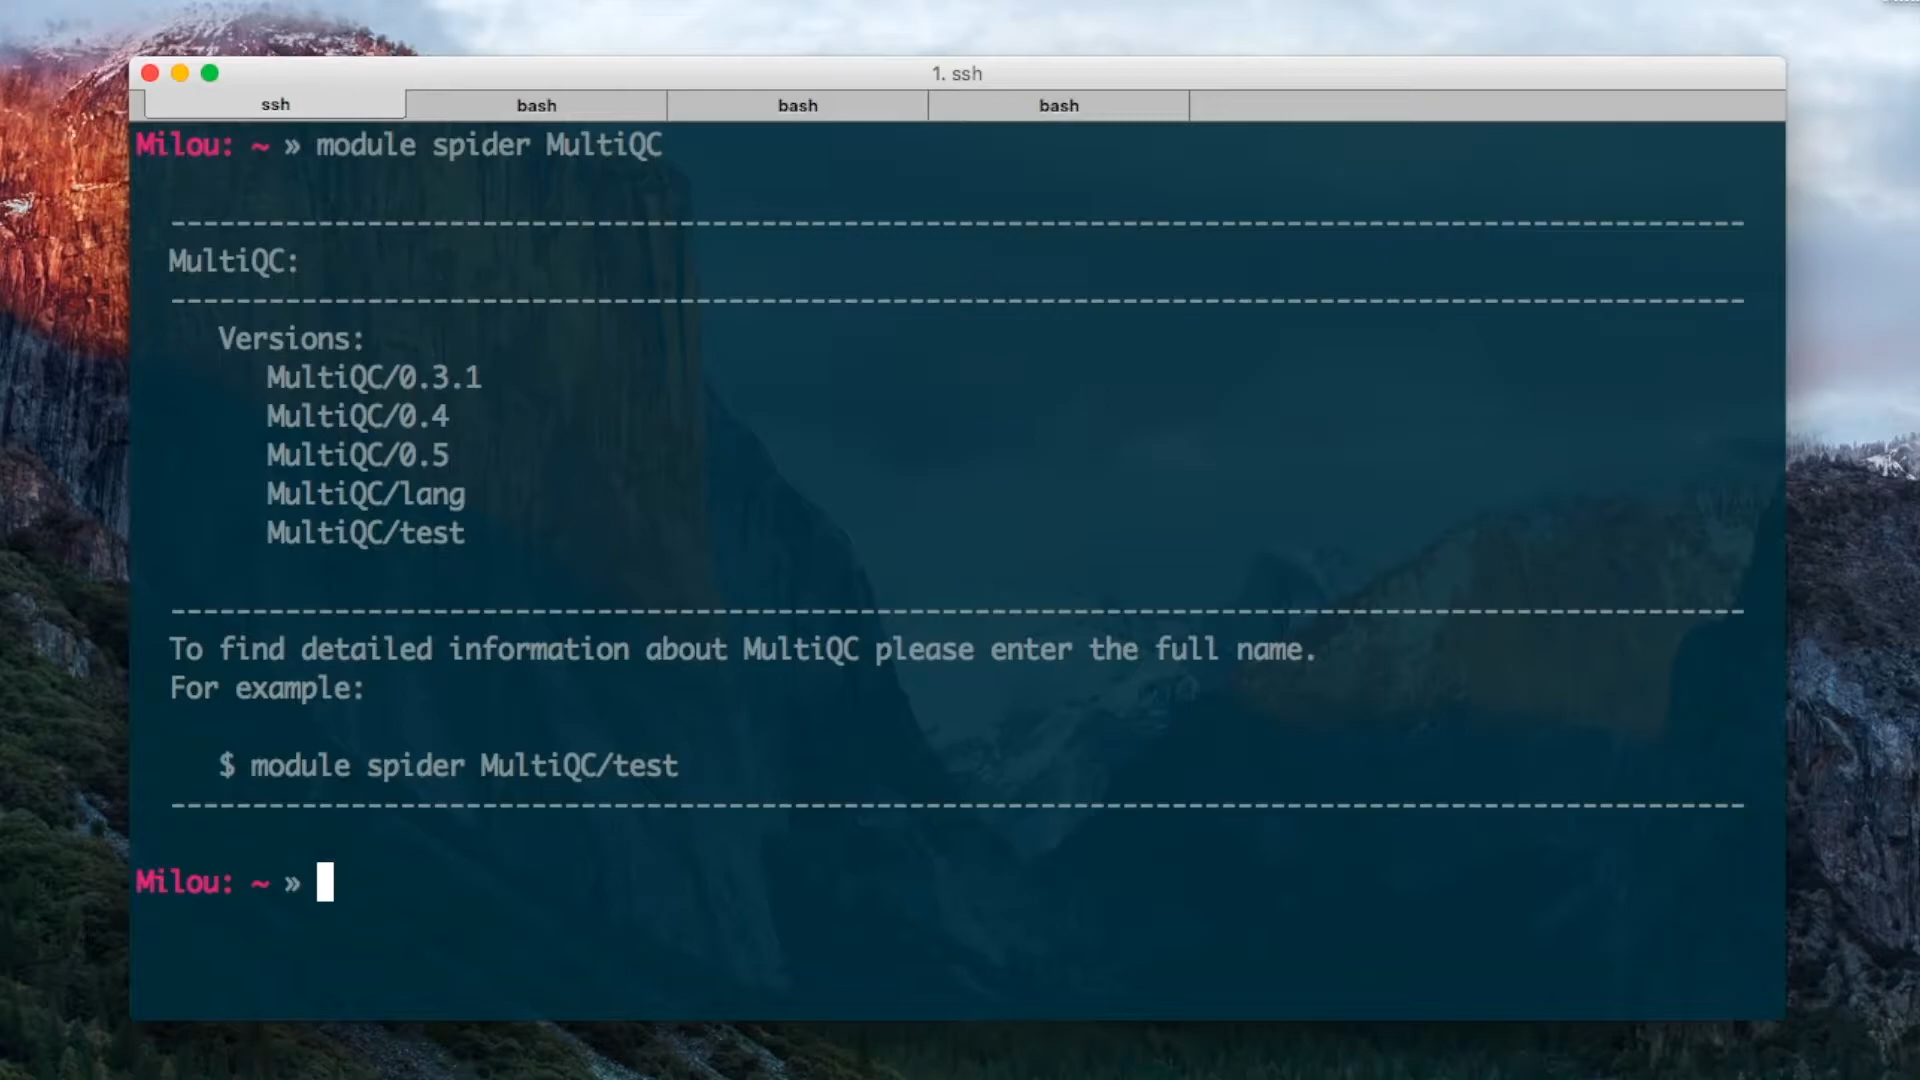 1. ssh
ssh bash bash bash
Milou: ~ » module spider MultiQC
--------------------------------------------------------------------------------------------
MultiQC:
--------------------------------------------------------------------------------------------
Versions:
MultiQC/0.3.1
MultiQC/0.4
MultiQC/0.5
MultiQC/lang
MultiQC/test
--------------------------------------------------------------------------------------------
To find detailed information about MultiQC please enter the full name.
For example:
$ module spider MultiQC/test
--------------------------------------------------------------------------------------------
Milou: ~ »